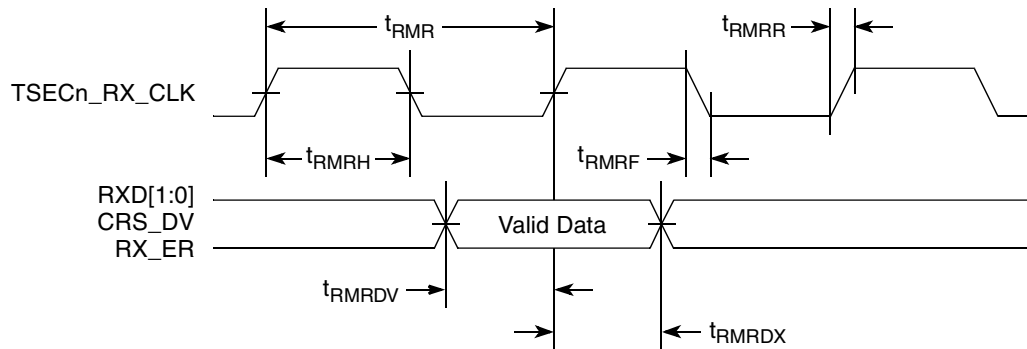 tRMR
tRMRR
TSECn_RX_CLK
tRMRH
tRMRF
RXD[1:0]
CRS_DV
RX_ER
Valid Data
tRMRDV
tRMRDX